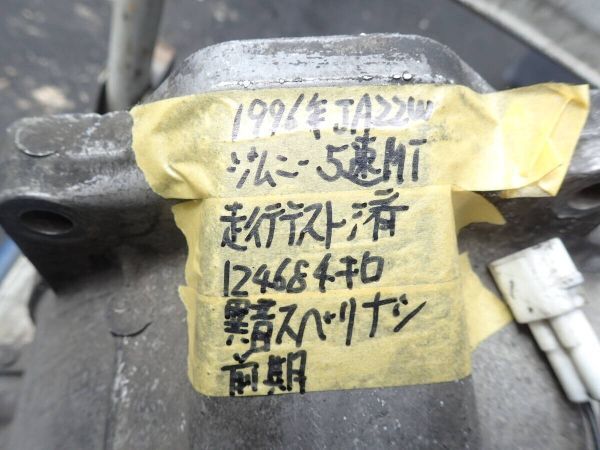 1996年JA22W
ジムニー5速MT
走行テスト済
124684キロ
異音スベリナシ
前期